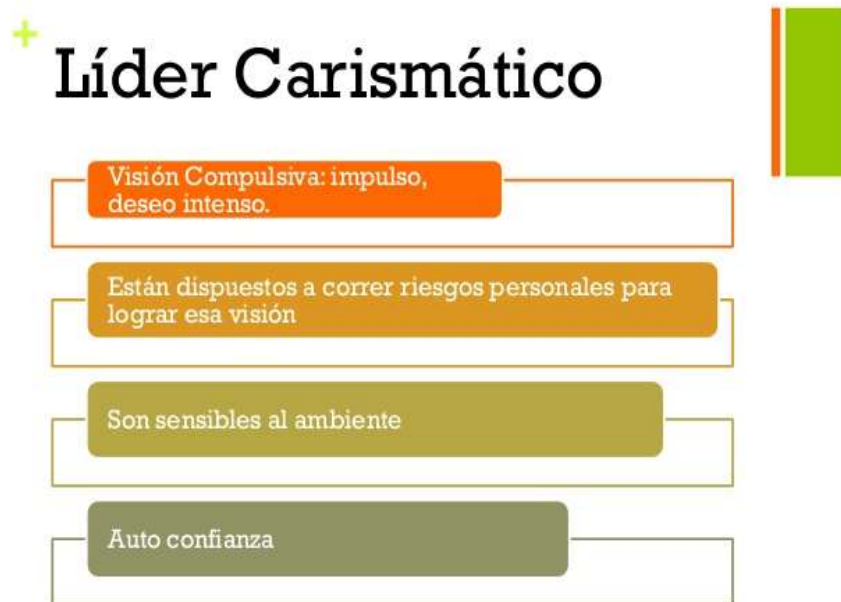 +
Líder Carismático
Visión Compulsiva: impulso,
deseo intenso.
Están dispuestos a correr riesgos personales para
lograr esa visión
Son sensibles al ambiente
Auto confianza